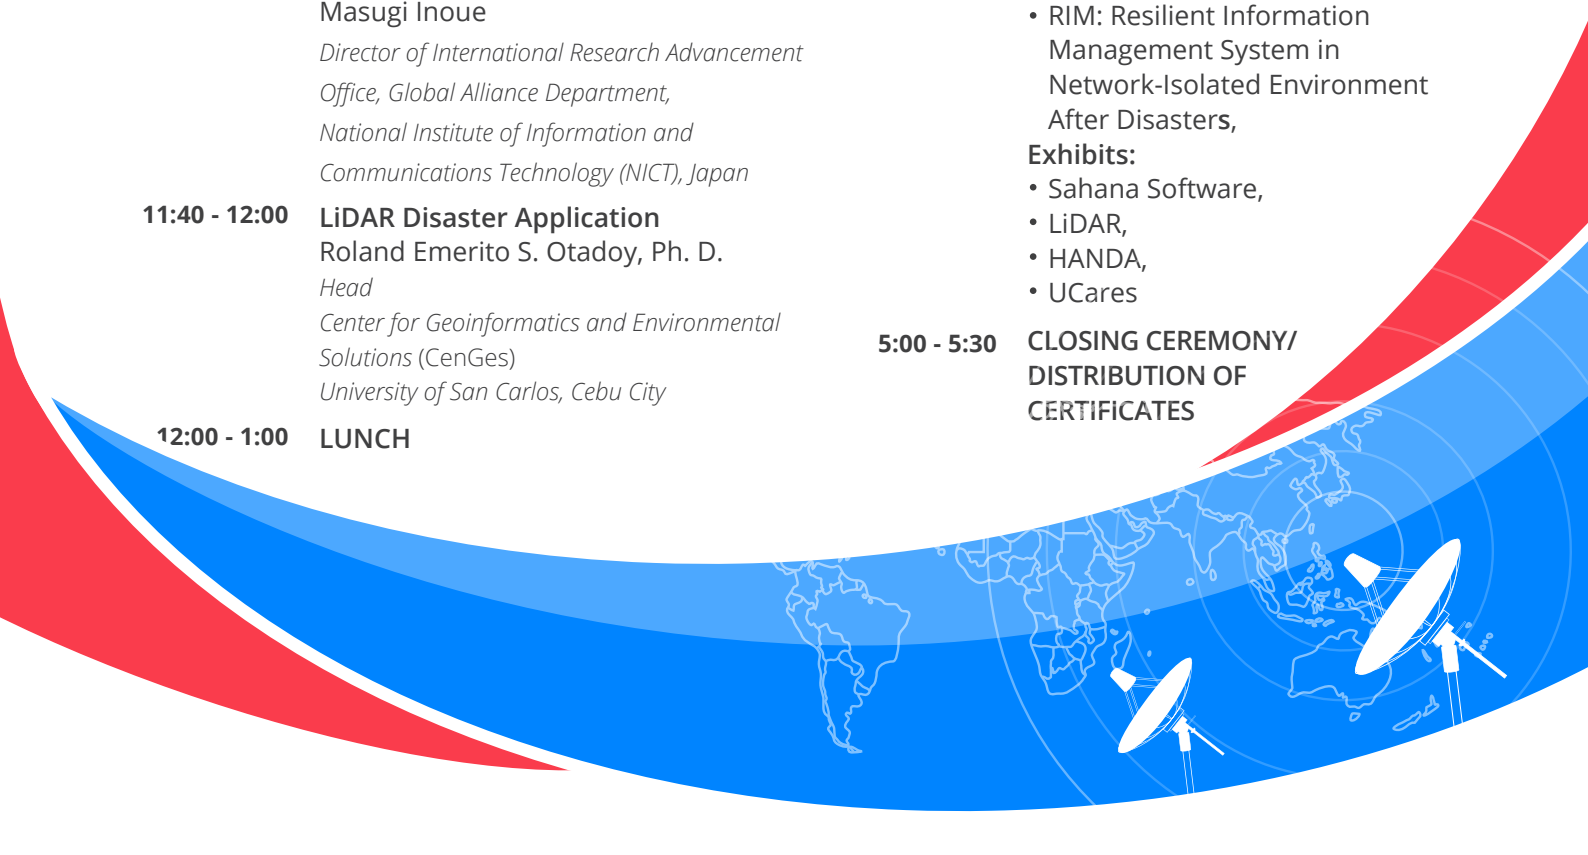 Masugi Inoue
Director of International Research Advancement
Office, Global Alliance Department,
National Institute of Information and
Communications Technology (NICT), Japan
11:40 - 12:00 LiDAR Disaster Application
Roland Emerito S. Otadoy, Ph. D.
Head
Center for Geoinformatics and Environmental
Solutions (CenGes)
University of San Carlos, Cebu City
12:00 - 1:00 LUNCH
• RIM: Resilient Information
Management System in
Network-Isolated Environment
After Disasters,
Exhibits:
• Sahana Software,
• LiDAR,
• HANDA,
• UCares
5:00 - 5:30 CLOSING CEREMONY/
DISTRIBUTION OF
CERTIFICATES